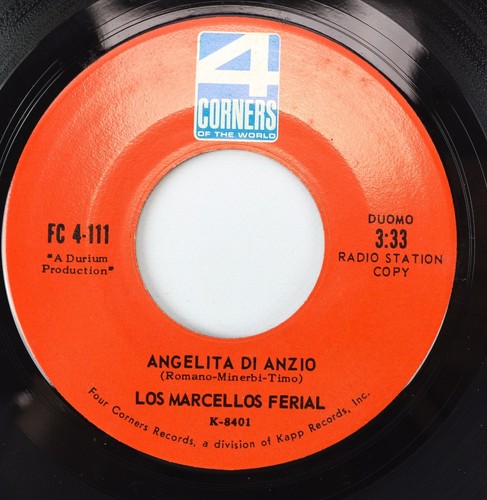 4
CORNERS
OF THE WORLD
FC 4-111
"A Durium
Production"
DUOMO
3:33
RADIO STATION
COPY
ANGELITA DI ANZIO
(Romano-Minerbi-Timo)
LOS MARCELLOS FERIAL
K-8401
Four Corners Records, a division of Kapp Records, Inc.